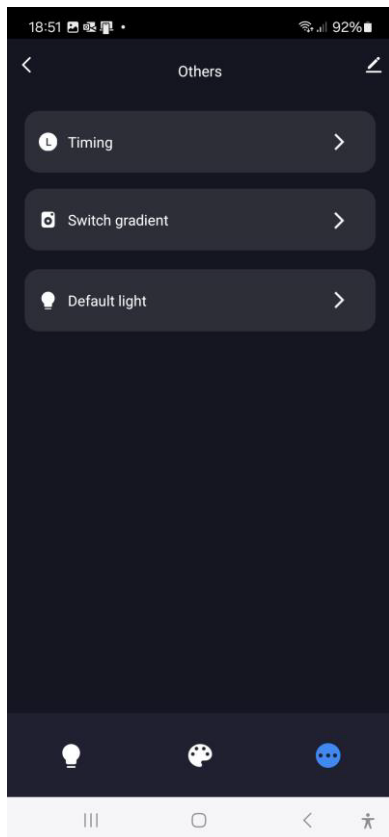 18:51 92%
Others
L Timing
Switch gradient
Default light